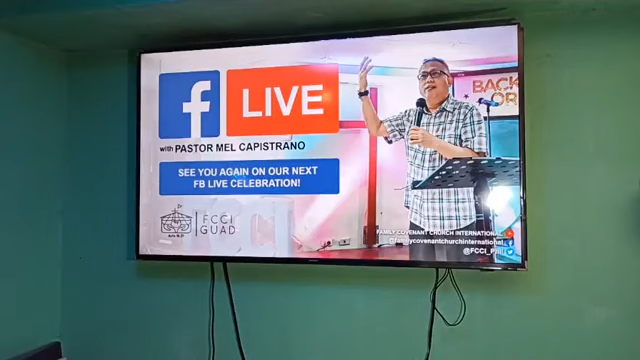 f LIVE
with PASTOR MEL CAPISTRANO
SEE YOU AGAIN ON OUR NEXT
FB LIVE CELEBRATION!
FCCI
GUAD
BACK
FAMILY COVENANT CHURCH INTERNATIONAL
@familycovenantchurchinternational